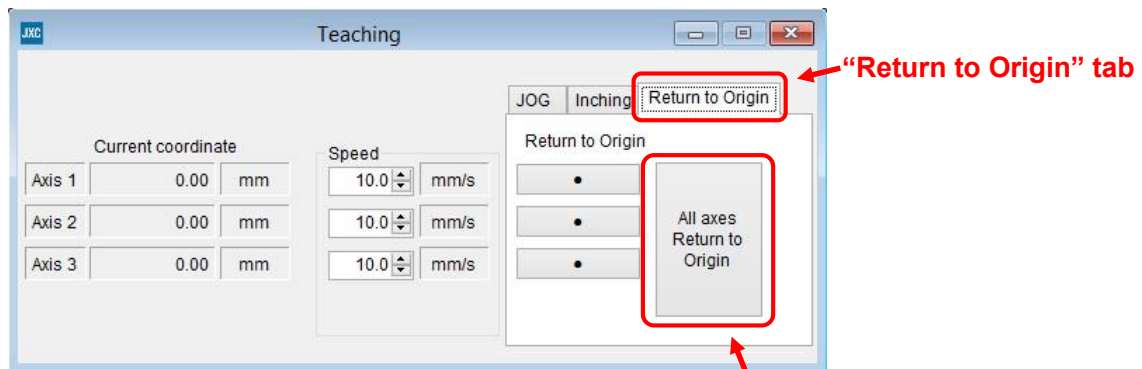 JXC
Teaching
“Return to Origin” tab
JOG Inching Return to Origin
Current coordinate
Speed
Return to Origin
Axis 1 0.00 mm 10.0 mm/s •
Axis 2 0.00 mm 10.0 mm/s •
Axis 3 0.00 mm 10.0 mm/s •
All axes
Return to
Origin